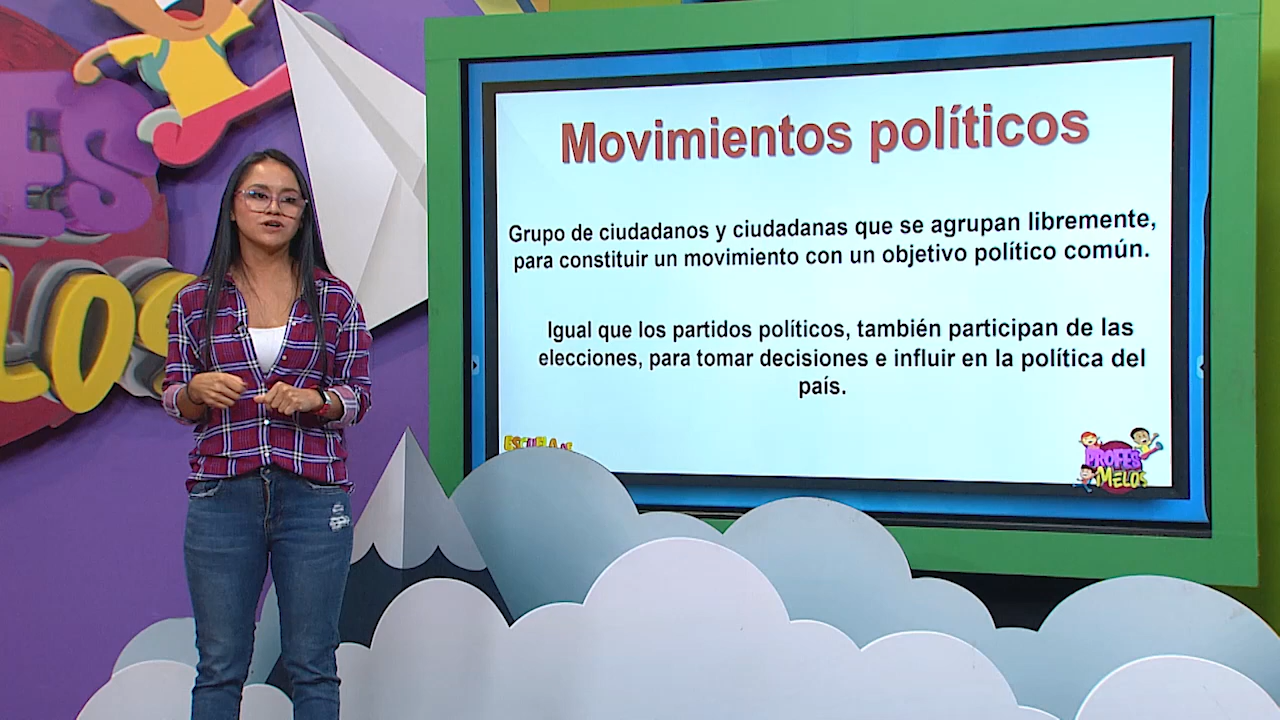 Movimientos políticos
Grupo de ciudadanos y ciudadanas que se agrupan libremente,
para constituir un movimiento con un objetivo político común.
Igual que los partidos políticos, también participan de las
elecciones, para tomar decisiones e influir en la política del
país.
ESCUELA DE
PROFES
MELOS